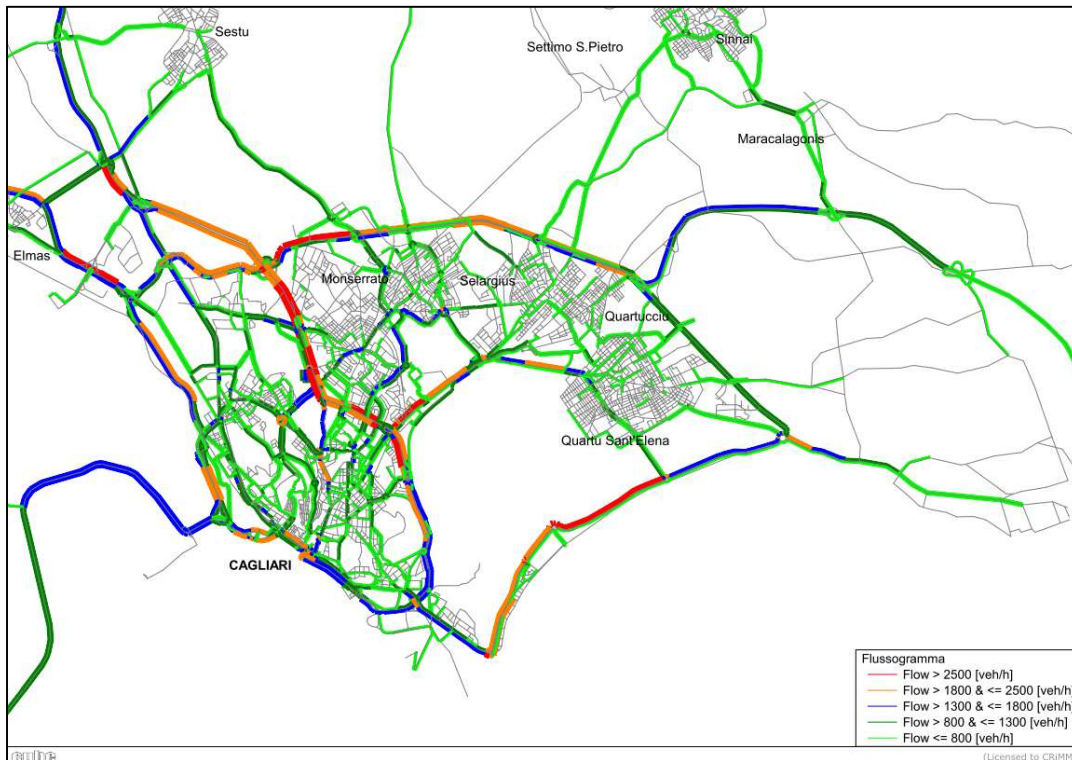 Sestu
Settimo S.Pietro
Sinnai
Maracalagonis
Elmas
Monserrato
Selargius
Quartucciu
Quartu Sant'Elena
CAGLIARI
Flussogramma
Flow > 2500 [veh/h]
Flow > 1800 & <= 2500 [veh/h]
Flow > 1300 & <= 1800 [veh/h]
Flow > 800 & <= 1300 [veh/h]
Flow <= 800 [veh/h]
cube
(Licensed to CRiMM